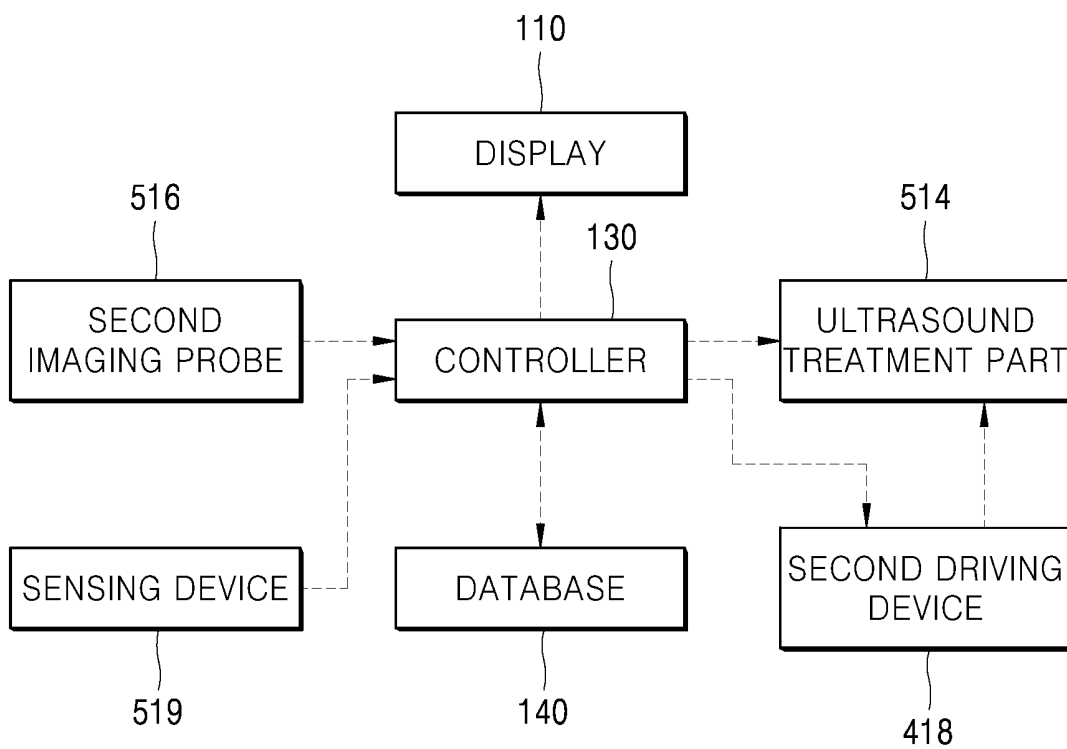 110
DISPLAY
516
514
130
SECOND
IMAGING PROBE
CONTROLLER
ULTRASOUND
TREATMENT PART
SENSING DEVICE
DATABASE
SECOND DRIVING
DEVICE
519
140
418